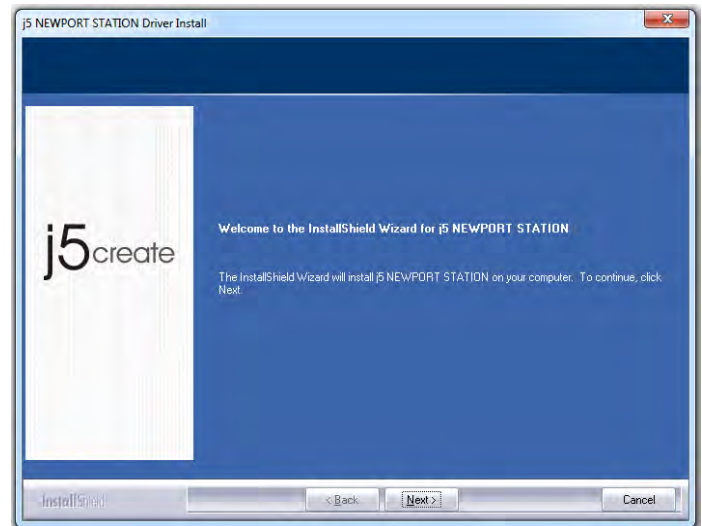 j5 NEWPORT STATION Driver Install
j5create
Welcome to the InstallShield Wizard for j5 NEWPORT STATION
The InstallShield Wizard will install j5 NEWPORT STATION on your computer. To continue, click
Next.
InstallShield
< Back
Next >
Cancel